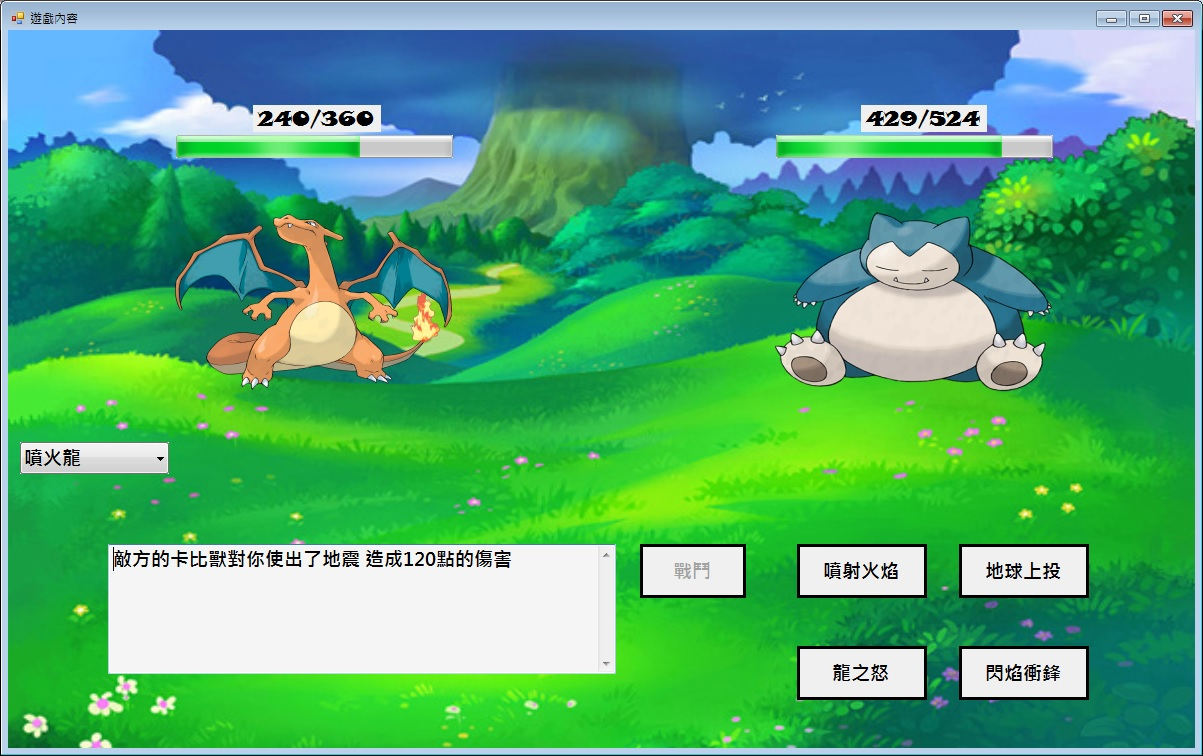 遊戲內容
240/360
429/524
噴火龍
敵方的卡比獸對你使出了地震 造成120點的傷害
戰鬥
噴射火焰
地球上投
龍之怒
閃焰衝鋒